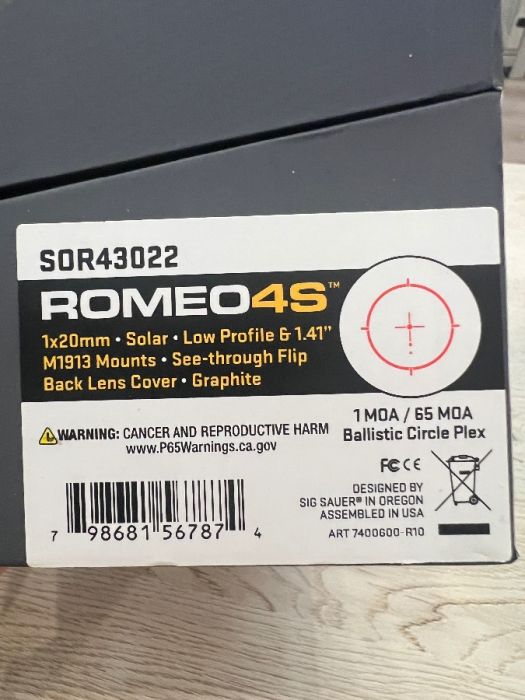 SOR43022
ROMEO4S™
1x20mm • Solar • Low Profile & 1.41"
M1913 Mounts • See-through Flip
Back Lens Cover • Graphite
1 MOA / 65 MOA
Ballistic Circle Plex
WARNING: CANCER AND REPRODUCTIVE HARM
www.P65Warnings.ca.gov
FC CE
DESIGNED BY
SIG SAUER® IN OREGON
ASSEMBLED IN USA
ART 7400600-R10
7 98681 56787 4